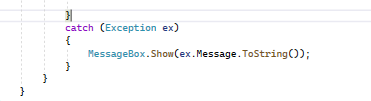 }
catch (Exception ex)
{
MessageBox.Show(ex.Message.ToString());
}
}
}